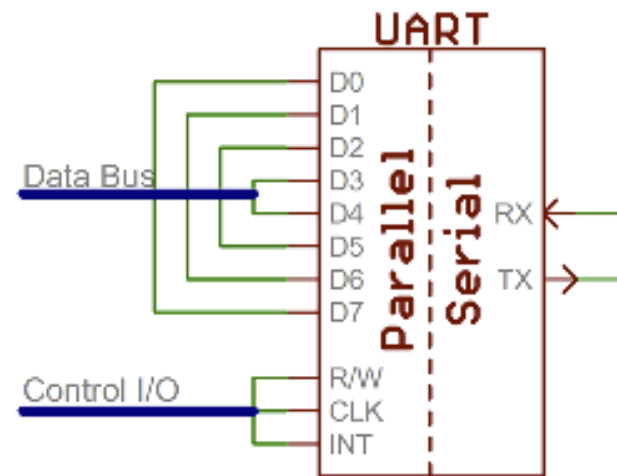 UART
D0
D1
D2
Data Bus
D3
D4
D5
D6
D7
Parallel
Serial
RX
TX
Control I/O
R/W
CLK
INT